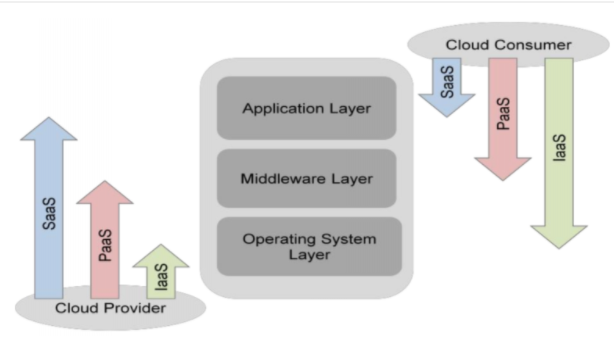 Cloud Consumer
SaaS
PaaS
IaaS
Application Layer
Middleware Layer
Operating System
Layer
SaaS
PaaS
IaaS
Cloud Provider